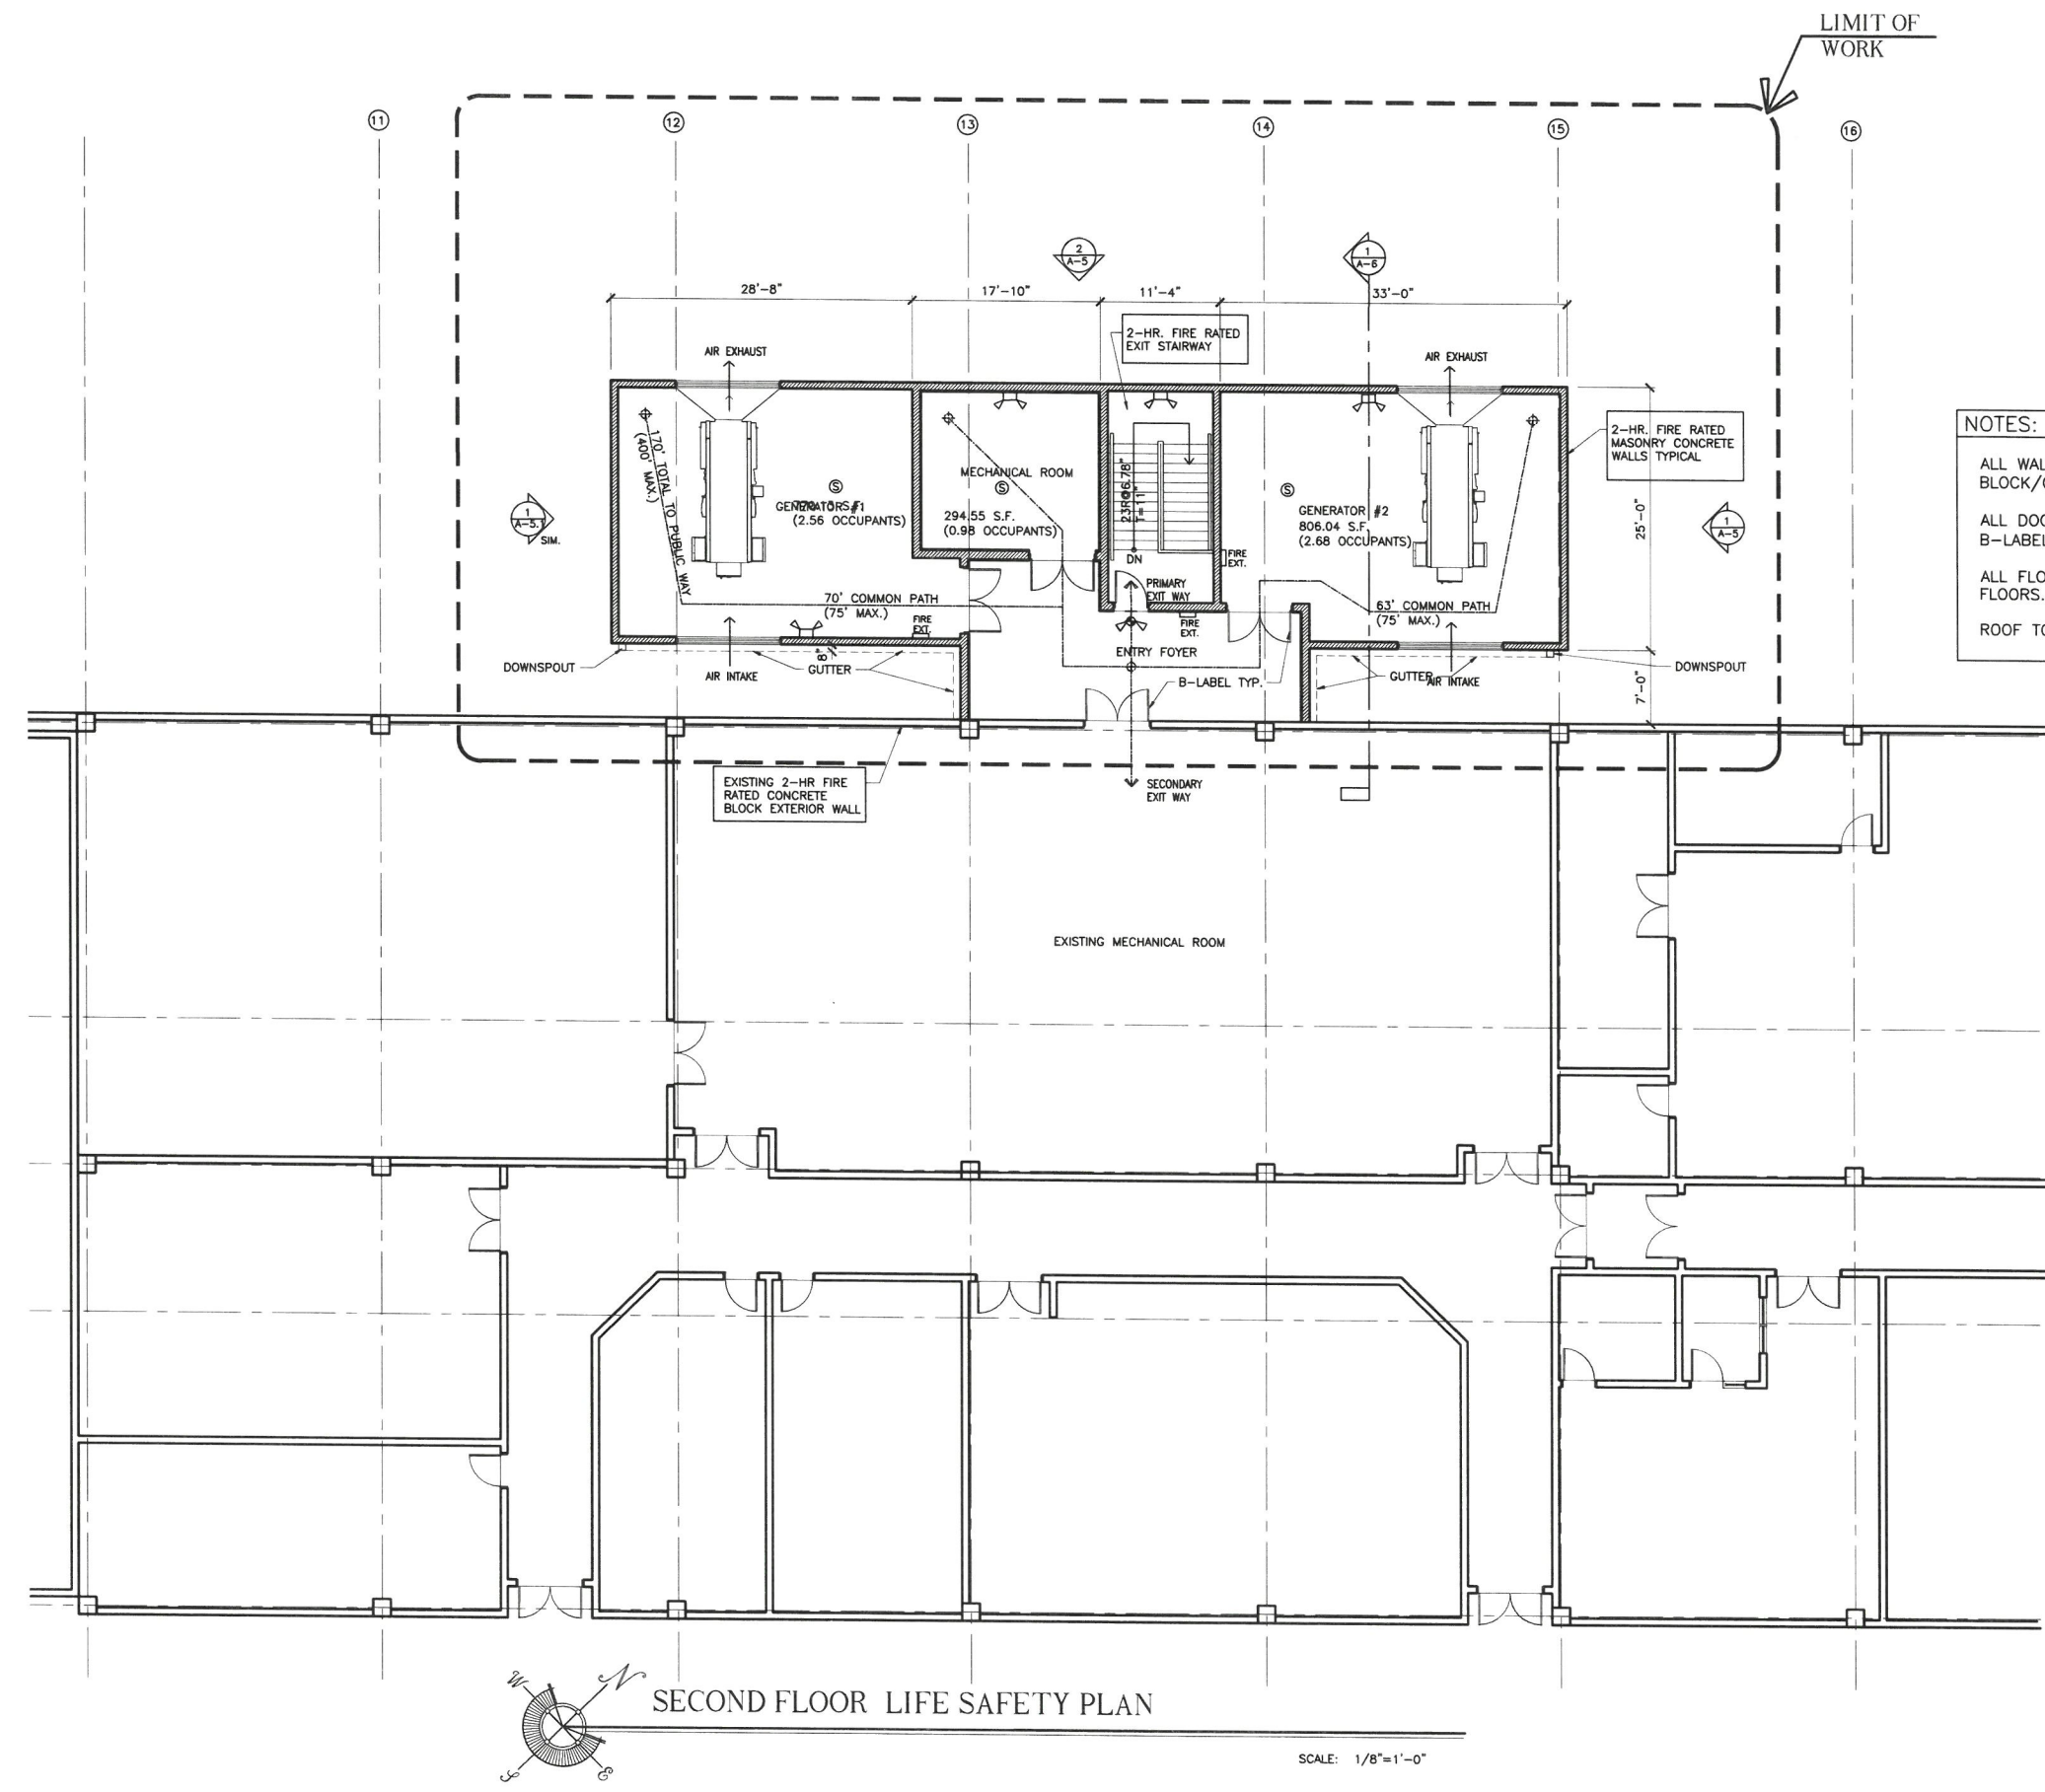 LIMIT OF
WORK
11
12
13
14
15
16
2
A-5
1
A-6
28'-8"
17'-10"
11'-4"
33'-0"
2-HR. FIRE RATED
EXIT STAIRWAY
AIR EXHAUST
AIR EXHAUST
2-HR. FIRE RATED
MASONRY CONCRETE
WALLS TYPICAL
NOTES:
ALL WAL
BLOCK/C
ALL DOO
B-LABEL
ALL FLO
FLOORS.
ROOF TO
170' TOTAL TO PUBLIC WAY
(400' MAX.)
MECHANICAL ROOM
S
294.55 S.F.
(0.98 OCCUPANTS)
S
GENERATOR #1
(2.56 OCCUPANTS)
23R@6.78"
T=11"
DN
S
GENERATOR #2
806.04 S.F.
(2.68 OCCUPANTS)
1
A-5.1
SIM.
1
A-5
25'-0"
7'-0"
FIRE
EXT.
PRIMARY
EXIT WAY
70' COMMON PATH
(75' MAX.)
63' COMMON PATH
(75' MAX.)
FIRE
EXT.
FIRE
EXT.
ENTRY FOYER
8"
DOWNSPOUT
AIR INTAKE
GUTTER
B-LABEL TYP.
GUTTER
AIR INTAKE
DOWNSPOUT
EXISTING 2-HR FIRE
RATED CONCRETE
BLOCK EXTERIOR WALL
SECONDARY
EXIT WAY
EXISTING MECHANICAL ROOM
W
N
S
E
SECOND FLOOR LIFE SAFETY PLAN
SCALE: 1/8"=1'-0"